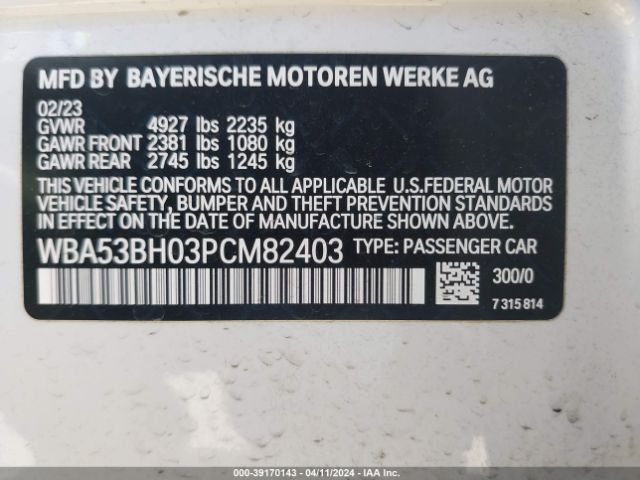 MFD BY BAYERISCHE MOTOREN WERKE AG
02/23
GVWR 4927 lbs 2235 kg
GAWR FRONT 2381 lbs 1080 kg
GAWR REAR 2745 lbs 1245 kg
THIS VEHICLE CONFORMS TO ALL APPLICABLE U.S.FEDERAL MOTOR
VEHICLE SAFETY, BUMPER AND THEFT PREVENTION STANDARDS
IN EFFECT ON THE DATE OF MANUFACTURE SHOWN ABOVE.
WBA53BH03PCM82403 TYPE: PASSENGER CAR
300/0
7 315 814
000-39170143 - 04/11/2024 - IAA Inc.